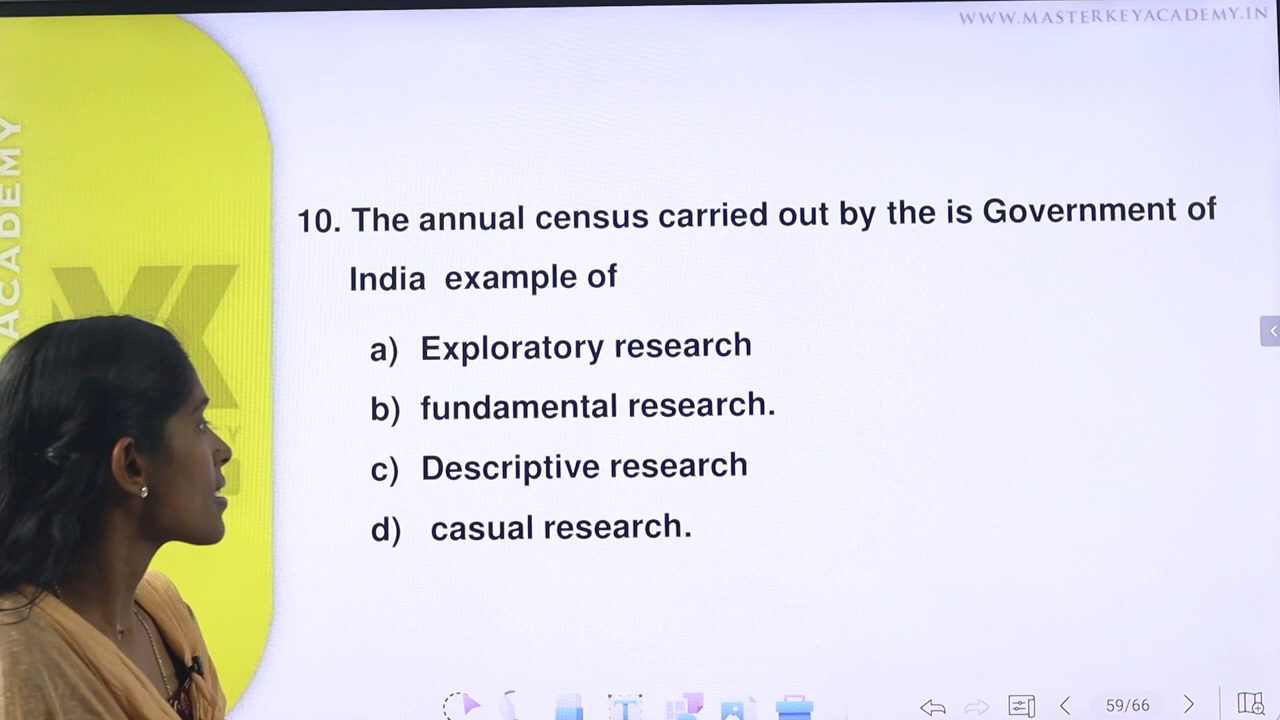 WWW.MASTERKEYACADEMY.IN
ACADEMY
10. The annual census carried out by the is Government of
India example of
a) Exploratory research
b) fundamental research.
c) Descriptive research
d) casual research.
59/66